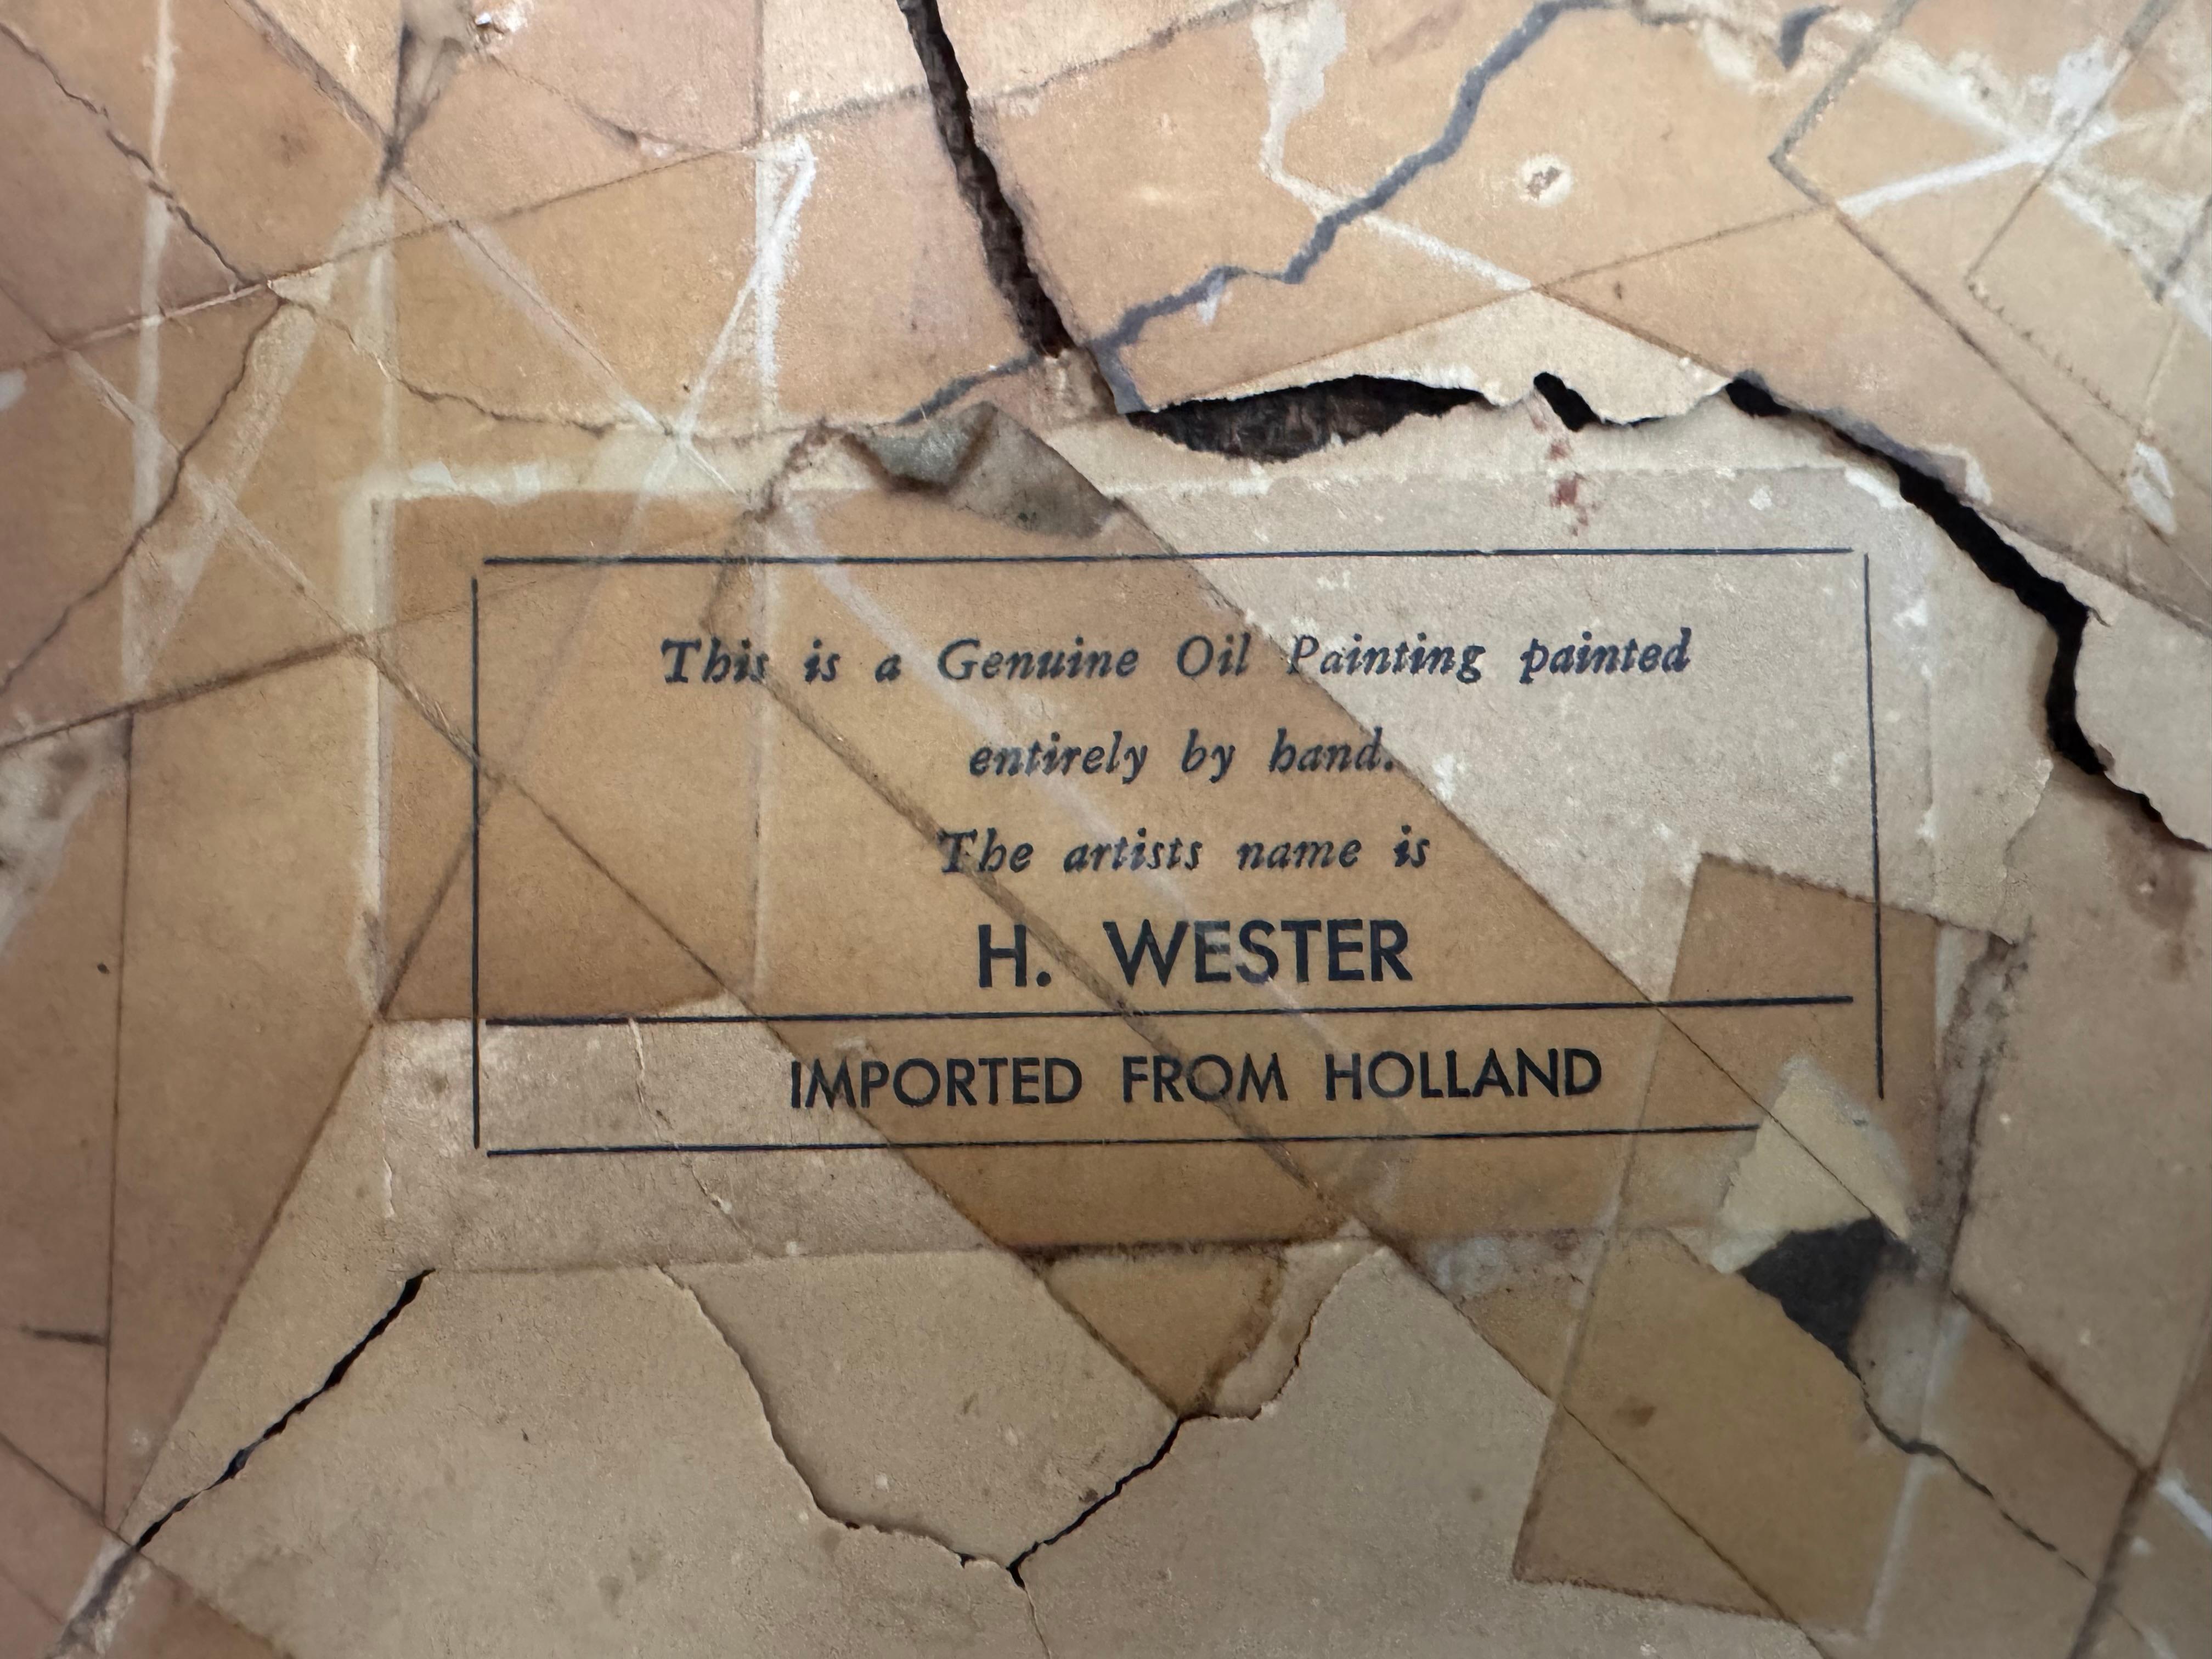 This is a Genuine Oil Painting painted
entirely by hand.
The artists name is
H. WESTER
IMPORTED FROM HOLLAND